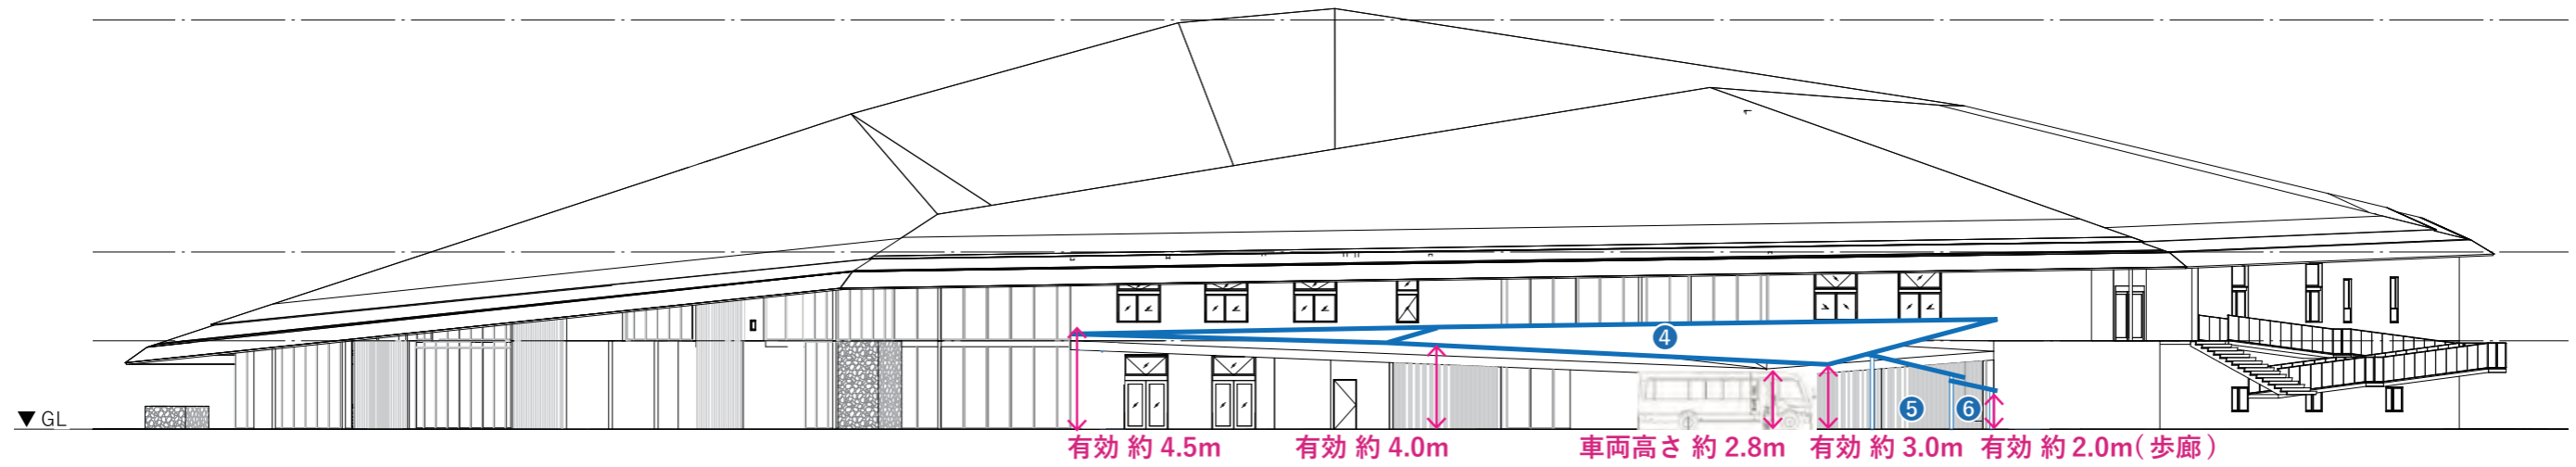 ④
⑤ ⑥
▼ GL
有効 約 4.5m 有効 約 4.0m 車両高さ 約 2.8m 有効 約 3.0m 有効 約 2.0m(歩廊)